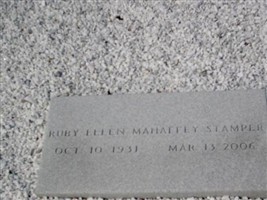 RUBY ELLEN MAHAFFEY STAMPER
OCT 10 1931 MAR 13 2006